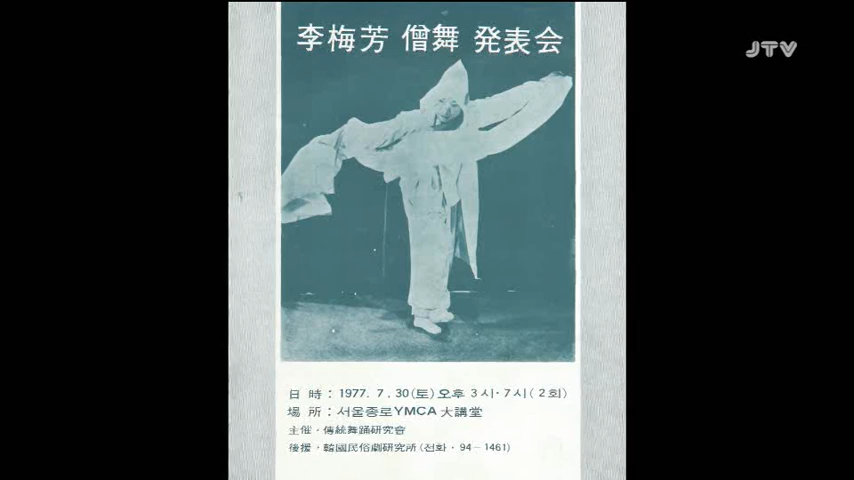 李梅芳 僧舞 発表会
JTV
日 時 : 1977. 7. 30(토) 오후 3시·7시( 2회)
場 所 : 서울종로YMCA 大講堂
主催·傳統舞踊研究會
後援·韓國民俗劇研究所 (전화·94-1461)